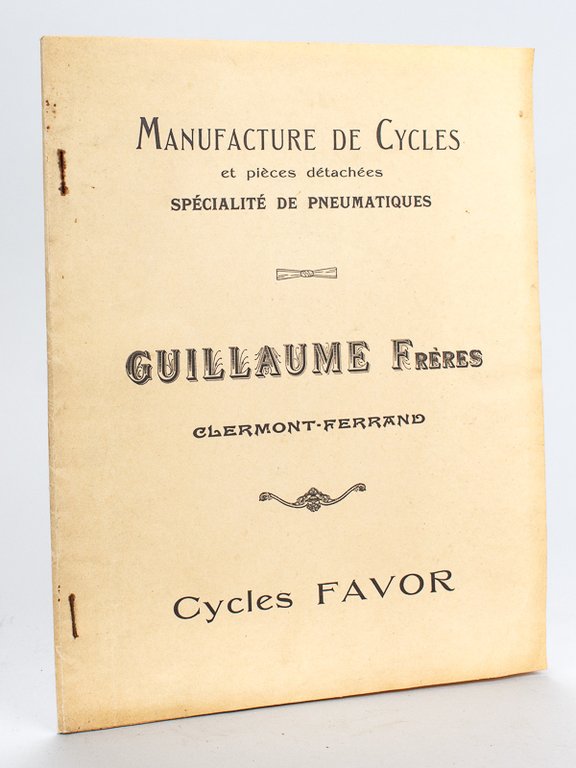 MANUFACTURE DE CYCLES
et pièces détachées
SPÉCIALITÉ DE PNEUMATIQUES
GUILLAUME FRÈRES
CLERMONT-FERRAND
Cycles FAVOR